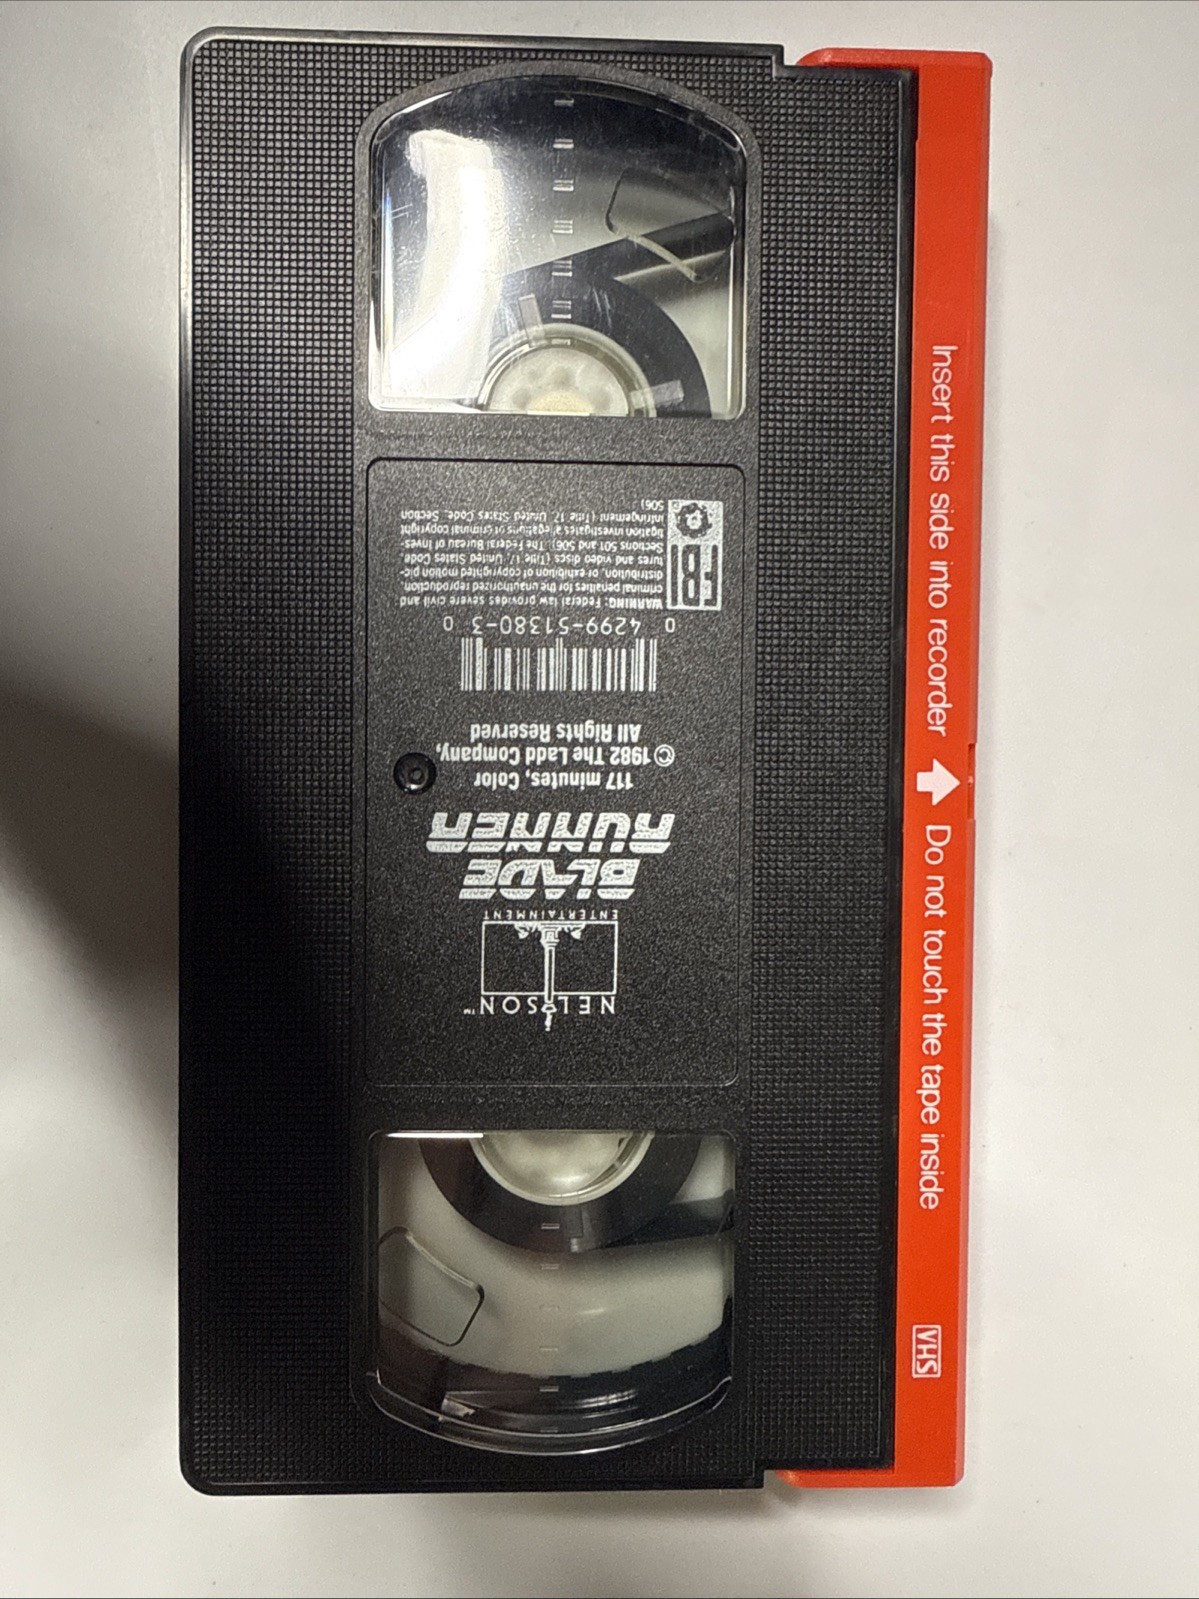 NELSON™
ENTERTAINMENT
BLADE
RUNNER
117 minutes, Color
©1982 The Ladd Company,
All Rights Reserved
0 4299-51380-3 0
FBI
WARNING: Federal law provides severe civil and
criminal penalties for the unauthorized reproduction,
distribution, or exhibition of copyrighted motion pic-
tures and video discs (Title 17, United States Code,
Sections 501 and 506). The Federal Bureau of Inves-
tigation investigates allegations of criminal copyright
infringement (Title 17, United States Code, Section
506)
Insert this side into recorder
Do not touch the tape inside
VHS